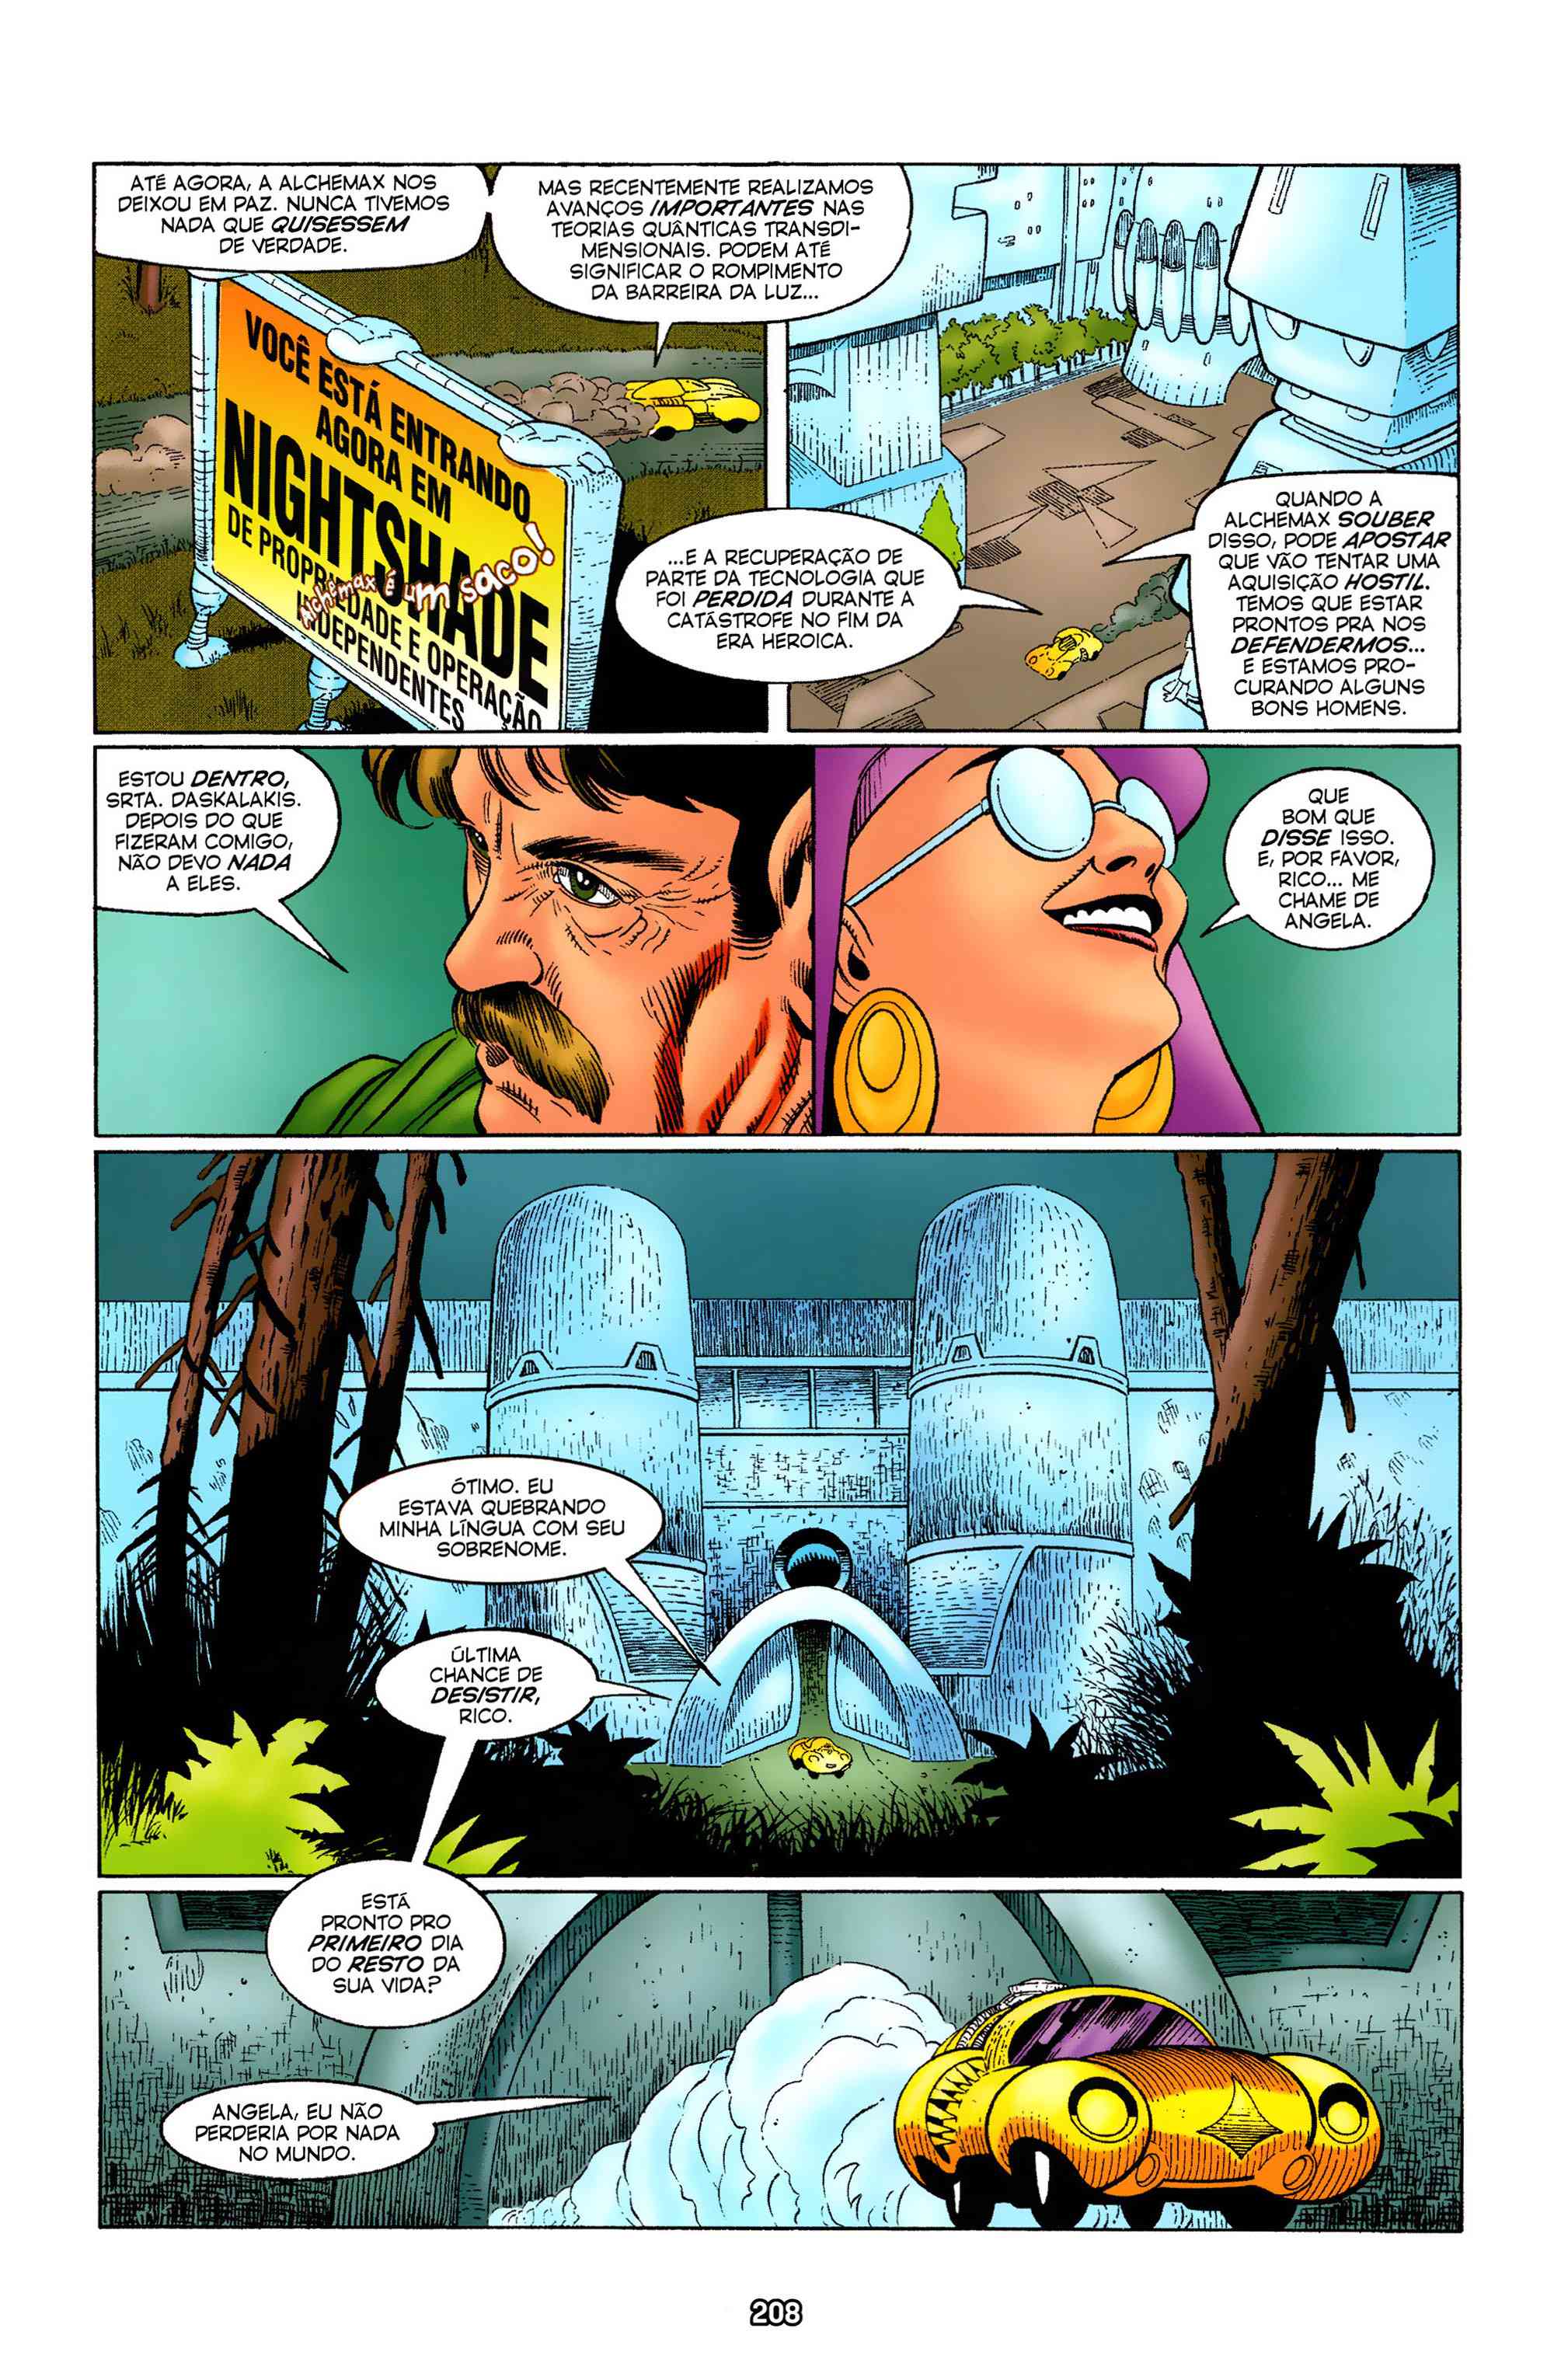 ATÉ AGORA, A ALCHEMAX NOS
DEIXOU EM PAZ. NUNCA TIVEMOS
NADA QUE QUISESSEM
DE VERDADE.
MAS RECENTEMENTE REALIZAMOS
AVANÇOS IMPORTANTES NAS
TEORIAS QUÂNTICAS TRANSDI-
MENSIONAIS. PODEM ATÉ
SIGNIFICAR O ROMPIMENTO
DA BARREIRA DA LUZ...
VOCÊ ESTÁ ENTRANDO
AGORA EM
NIGHTSHADE
DE PROPRIEDADE E OPERAÇÃO
INDEPENDENTES
Alchemax é um saco!
...E A RECUPERAÇÃO DE
PARTE DA TECNOLOGIA QUE
FOI PERDIDA DURANTE A
CATÁSTROFE NO FIM DA
ERA HEROICA.
QUANDO A
ALCHEMAX SOUBER
DISSO, PODE APOSTAR
QUE VÃO TENTAR UMA
AQUISIÇÃO HOSTIL.
TEMOS QUE ESTAR
PRONTOS PRA NOS
DEFENDERMOS...
E ESTAMOS PRO-
CURANDO ALGUNS
BONS HOMENS.
ESTOU DENTRO,
SRTA. DASKALAKIS.
DEPOIS DO QUE
FIZERAM COMIGO,
NÃO DEVO NADA
A ELES.
QUE
BOM QUE
DISSE ISSO.
E, POR FAVOR,
RICO... ME
CHAME DE
ANGELA.
ÓTIMO. EU
ESTAVA QUEBRANDO
MINHA LÍNGUA COM SEU
SOBRENOME.
ÚLTIMA
CHANCE DE
DESISTIR,
RICO.
ESTÁ
PRONTO PRO
PRIMEIRO DIA
DO RESTO DA
SUA VIDA?
ANGELA, EU NÃO
PERDERIA POR NADA
NO MUNDO.
208